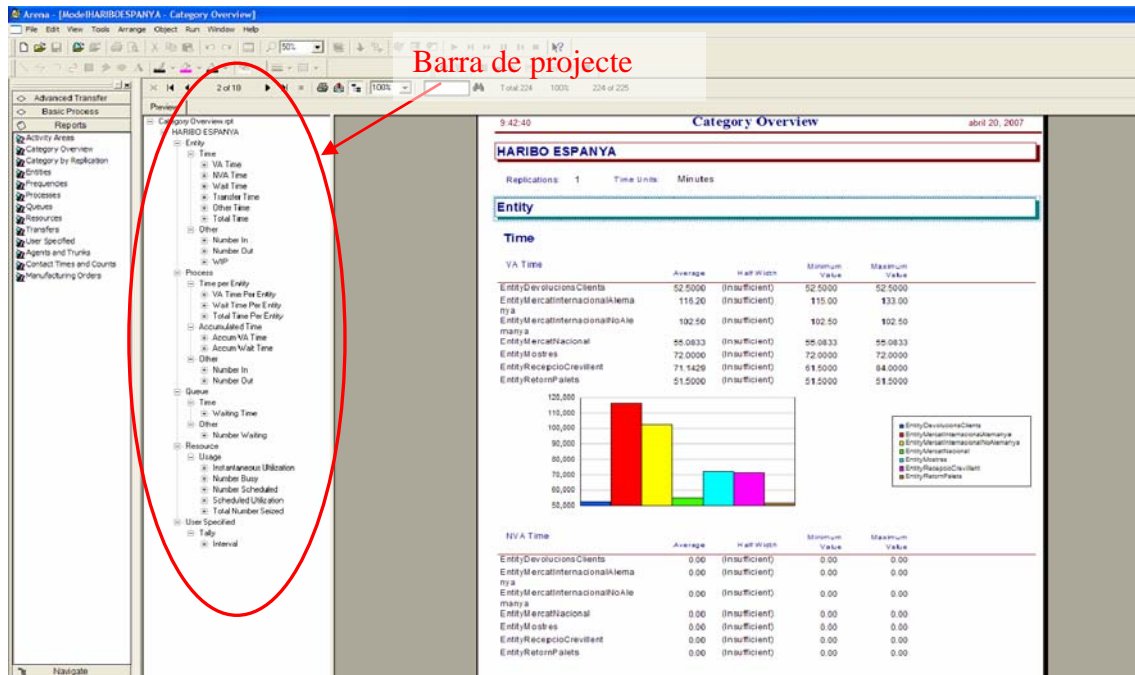 Arena - [ModelHARIBOESPANYA - Category Overview]
File Edit View Tools Arrange Object Run Window Help
50%
Barra de projecte
2 of 18
100%
Total:224 100% 224 of 225
Advanced Transfer
Basic Process
Reports
Activity Areas
Category Overview
Category by Replication
Entities
Frequencies
Processes
Queues
Resources
Transfers
User Specified
Agents and Trunks
Contact Times and Counts
Manufacturing Orders
Navigate
Preview
Category Overview.rpt
HARIBO ESPANYA
Entity
Time
VA Time
NVA Time
Wait Time
Transfer Time
Other Time
Total Time
Other
Number In
Number Out
WIP
Process
Time per Entity
VA Time Per Entity
Wait Time Per Entity
Total Time Per Entity
Accumulated Time
Accum VA Time
Accum Wait Time
Other
Number In
Number Out
Queue
Time
Waiting Time
Other
Number Waiting
Resource
Usage
Instantaneous Utilization
Number Busy
Number Scheduled
Scheduled Utilization
Total Number Seized
User Specified
Tally
Interval
9:42:40 Category Overview abril 20, 2007
HARIBO ESPANYA
Replications: 1 Time Units: Minutes
Entity
Time
VA Time Average Half Width Minimum Value Maximum Value
EntityDevolucionsClients 52.5000 (Insufficient) 52.5000 52.5000
EntityMercatInternacionalAlema
nya 116.20 (Insufficient) 115.00 133.00
EntityMercatInternacionalNoAle
manya 102.50 (Insufficient) 102.50 102.50
EntityMercatNacional 55.0833 (Insufficient) 55.0833 55.0833
EntityMostres 72.0000 (Insufficient) 72.0000 72.0000
EntityRecepcioCrevillent 71.1429 (Insufficient) 61.5000 84.0000
EntityRetornPalets 51.5000 (Insufficient) 51.5000 51.5000
120,000
110,000
100,000
90,000
80,000
70,000
60,000
50,000
EntityDevolucionsClients
EntityMercatInternacionalAlemanya
EntityMercatInternacionalNoAlemanya
EntityMercatNacional
EntityMostres
EntityRecepcioCrevillent
EntityRetornPalets
NVA Time Average Half Width Minimum Value Maximum Value
EntityDevolucionsClients 0.00 (Insufficient) 0.00 0.00
EntityMercatInternacionalAlema
nya 0.00 (Insufficient) 0.00 0.00
EntityMercatInternacionalNoAle
manya 0.00 (Insufficient) 0.00 0.00
EntityMercatNacional 0.00 (Insufficient) 0.00 0.00
EntityMostres 0.00 (Insufficient) 0.00 0.00
EntityRecepcioCrevillent 0.00 (Insufficient) 0.00 0.00
EntityRetornPalets 0.00 (Insufficient) 0.00 0.00